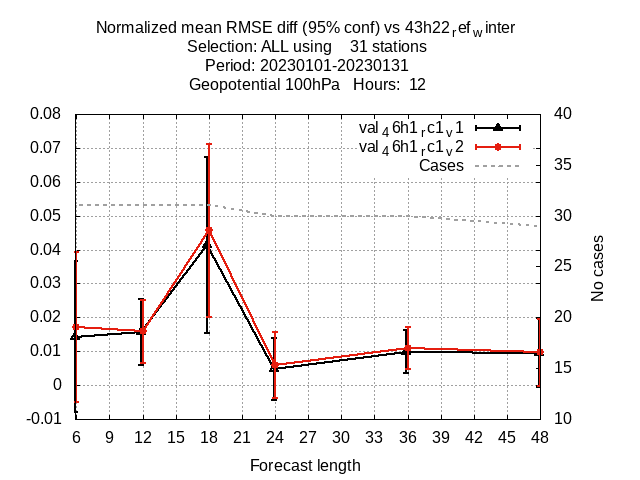 Normalized mean RMSE diff (95% conf) vs 43h22refwinter
Selection: ALL using 31 stations
Period: 20230101-20230131
Geopotential 100hPa Hours: 12
val46h1rc1v1
val46h1rc1v2
Cases
0.08
0.07
0.06
0.05
0.04
0.03
0.02
0.01
0
-0.01
40
35
30
25
20
15
10
No cases
6 9 12 15 18 21 24 27 30 33 36 39 42 45 48
Forecast length